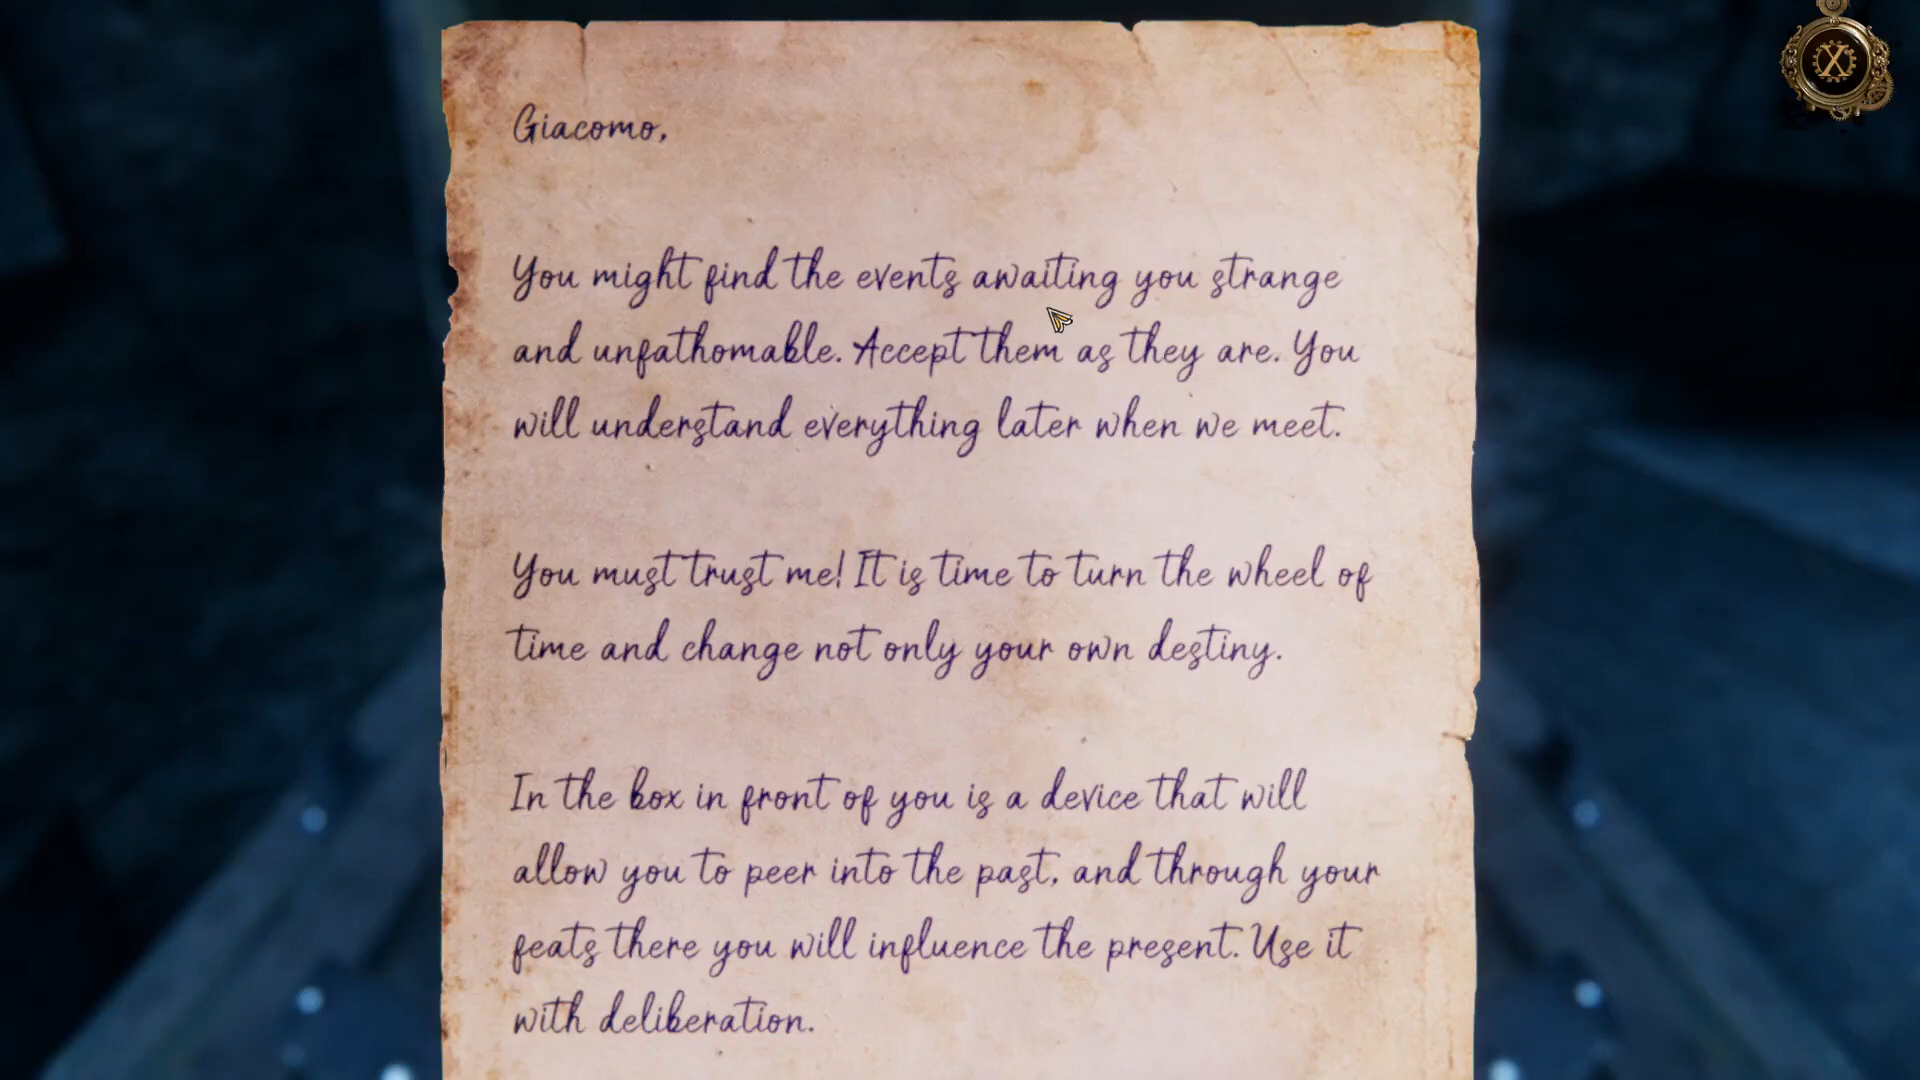 X
Giacomo,
You might find the events awaiting you strange
and unfathomable. Accept them as they are. You
will understand everything later when we meet.
You must trust me! It is time to turn the wheel of
time and change not only your own destiny.
In the box in front of you is a device that will
allow you to peer into the past, and through your
feats there you will influence the present. Use it
with deliberation.